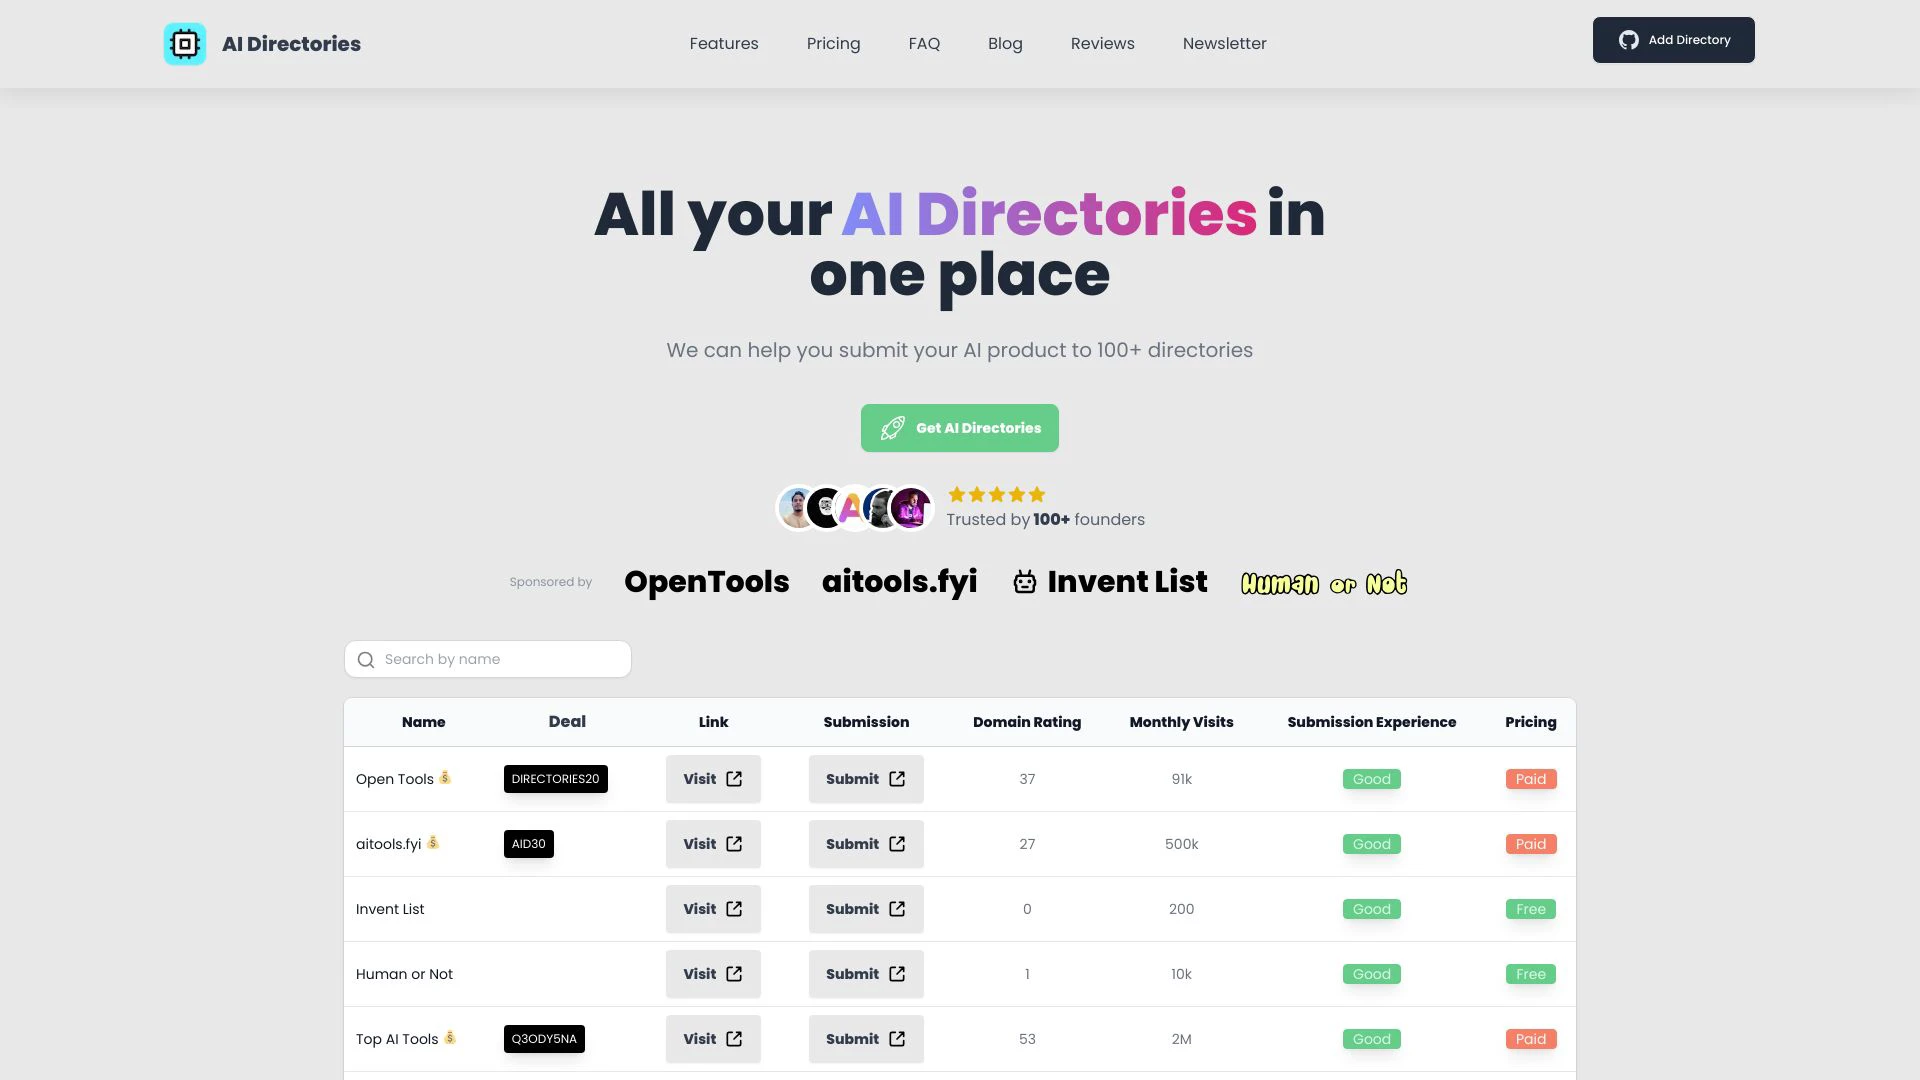 AI Directories
Features
Pricing
FAQ
Blog
Reviews
Newsletter
Add Directory
All your AI Directories in
one place
We can help you submit your AI product to 100+ directories
Get AI Directories
Trusted by 100+ founders
Sponsored by
OpenTools
aitools.fyi
Invent List
Human or Not
Search by name
Name Deal Link Submission Domain Rating Monthly Visits Submission Experience Pricing
Open Tools 💰 DIRECTORIES20 Visit Submit 37 91k Good Paid
aitools.fyi 💰 AID30 Visit Submit 27 500k Good Paid
Invent List Visit Submit 0 200 Good Free
Human or Not Visit Submit 1 10k Good Free
Top AI Tools 💰 Q3ODY5NA Visit Submit 53 2M Good Paid